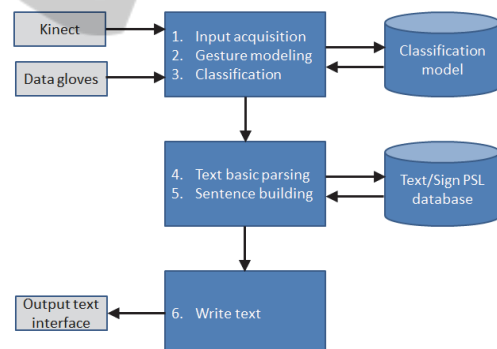 Kinect
Data gloves
1. Input acquisition
2. Gesture modeling
3. Classification
Classification
model
4. Text basic parsing
5. Sentence building
Text/Sign PSL
database
Output text
interface
6. Write text